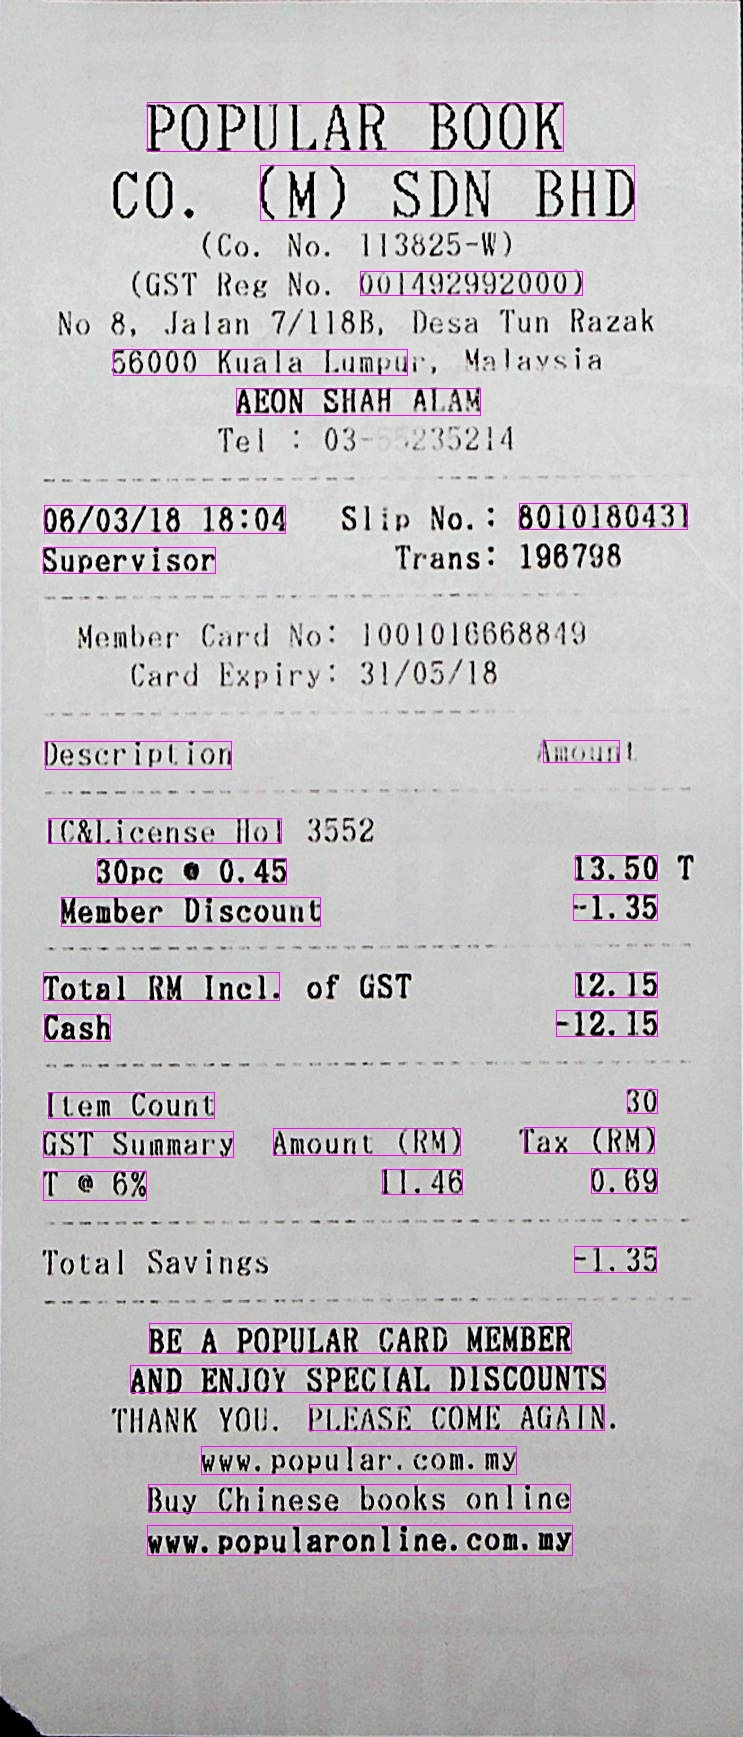 POPULAR BOOK
CO. (M) SDN BHD
(Co. No. 113825-W)
(GST Reg No. 001492992000)
No 8, Jalan 7/118B, Desa Tun Razak
56000 Kuala Lumpur, Malaysia
AEON SHAH ALAM
Tel : 03-55235214
06/03/18 18:04 Slip No.: 8010180431
Supervisor Trans: 196798
Member Card No: 1001016668849
Card Expiry: 31/05/18
Description Amount
IC&License Hol 3552
30pc @ 0.45 13.50 T
Member Discount -1.35
Total RM Incl. of GST 12.15
Cash -12.15
Item Count 30
GST Summary Amount (RM) Tax (RM)
T @ 6% 11.46 0.69
Total Savings -1.35
BE A POPULAR CARD MEMBER
AND ENJOY SPECIAL DISCOUNTS
THANK YOU. PLEASE COME AGAIN.
www.popular.com.my
Buy Chinese books online
www.popularonline.com.my